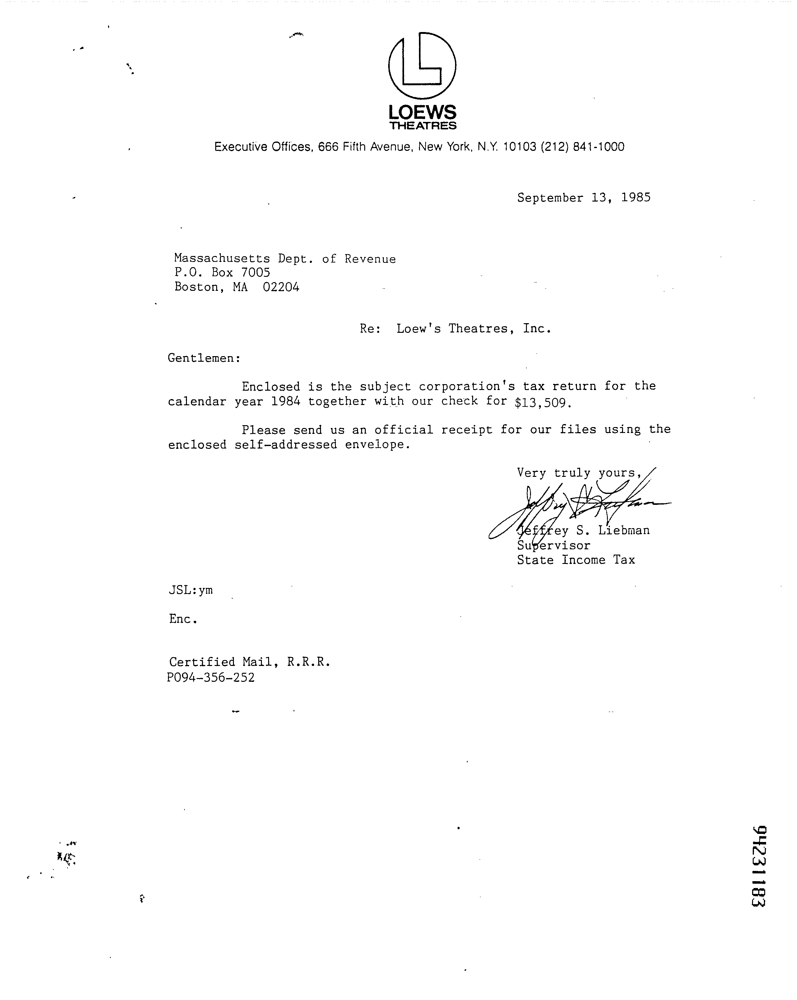 LOEWS
THEATRES
Executive Offices, 666 Fifth Avenue, New York, N.Y. 10103 (212) 841-1000
September 13, 1985
Massachusetts Dept. of Revenue
P.O. Box 7005
Boston, MA 02204
Re: Loew's Theatres, Inc.
Gentlemen:
Enclosed is the subject corporation's tax return for the
calendar year 1984 together with our check for $13,509.
Please send us an official receipt for our files using the
enclosed self-addressed envelope.
Very truly yours,
Jeffrey S. Liebman
Supervisor
State Income Tax
JSL:ym
Enc.
Certified Mail, R.R.R.
P094-356-252
94231183